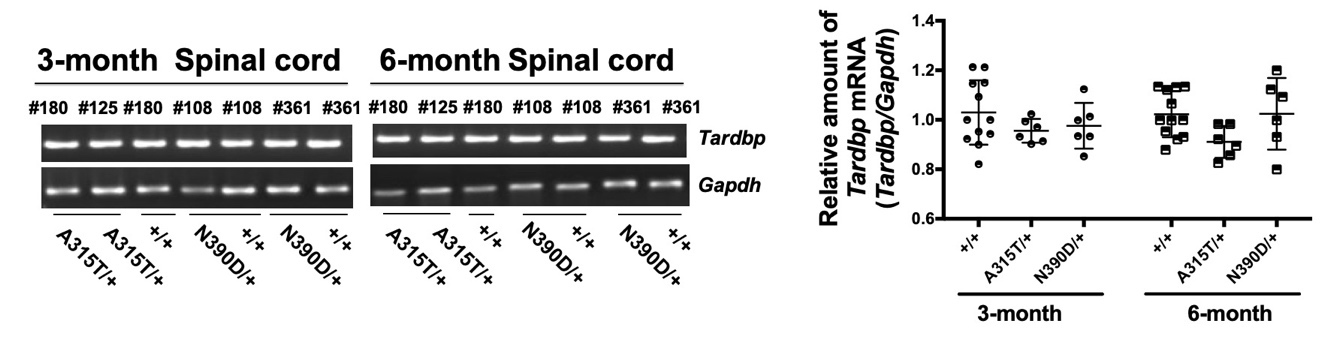 3-month Spinal cord
#180 #125 #180 #108 #108 #361 #361
Tardbp
Gapdh
A315T/+ A315T/+ +/+ N390D/+ +/+ N390D/+ +/+
6-month Spinal cord
#180 #125 #180 #108 #108 #361 #361
A315T/+ A315T/+ +/+ N390D/+ +/+ N390D/+ +/+
Relative amount of
Tardbp mRNA
(Tardbp/Gapdh)
1.4
1.2
1.0
0.8
0.6
+/+ A315T/+ N390D/+ +/+ A315T/+ N390D/+
3-month 6-month